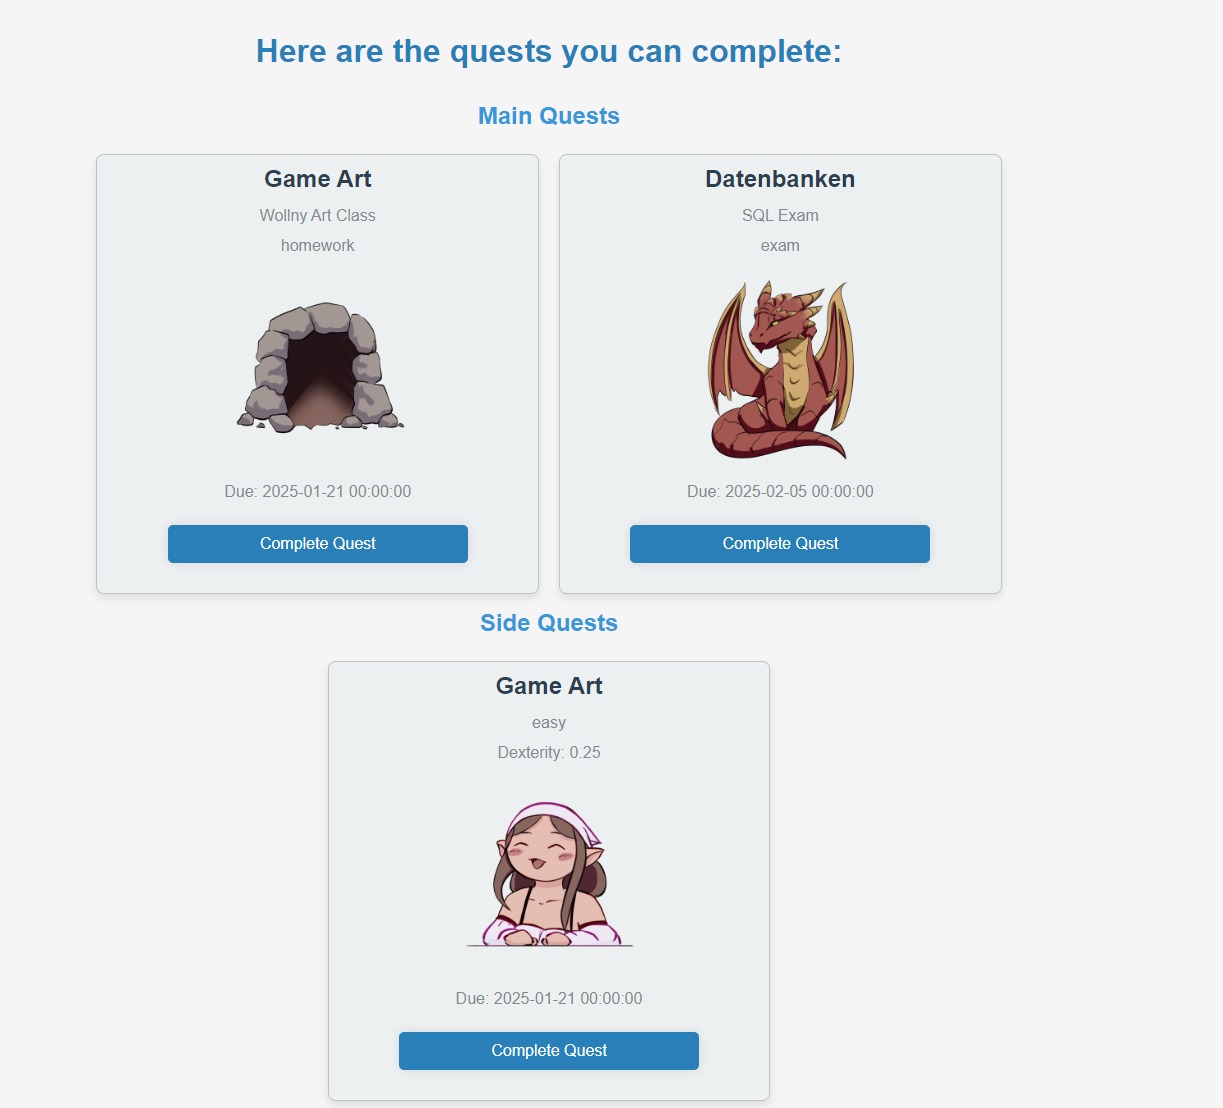 Here are the quests you can complete:
Main Quests
Game Art
Wollny Art Class
homework
Due: 2025-01-21 00:00:00
Complete Quest
Datenbanken
SQL Exam
exam
Due: 2025-02-05 00:00:00
Complete Quest
Side Quests
Game Art
easy
Dexterity: 0.25
Due: 2025-01-21 00:00:00
Complete Quest